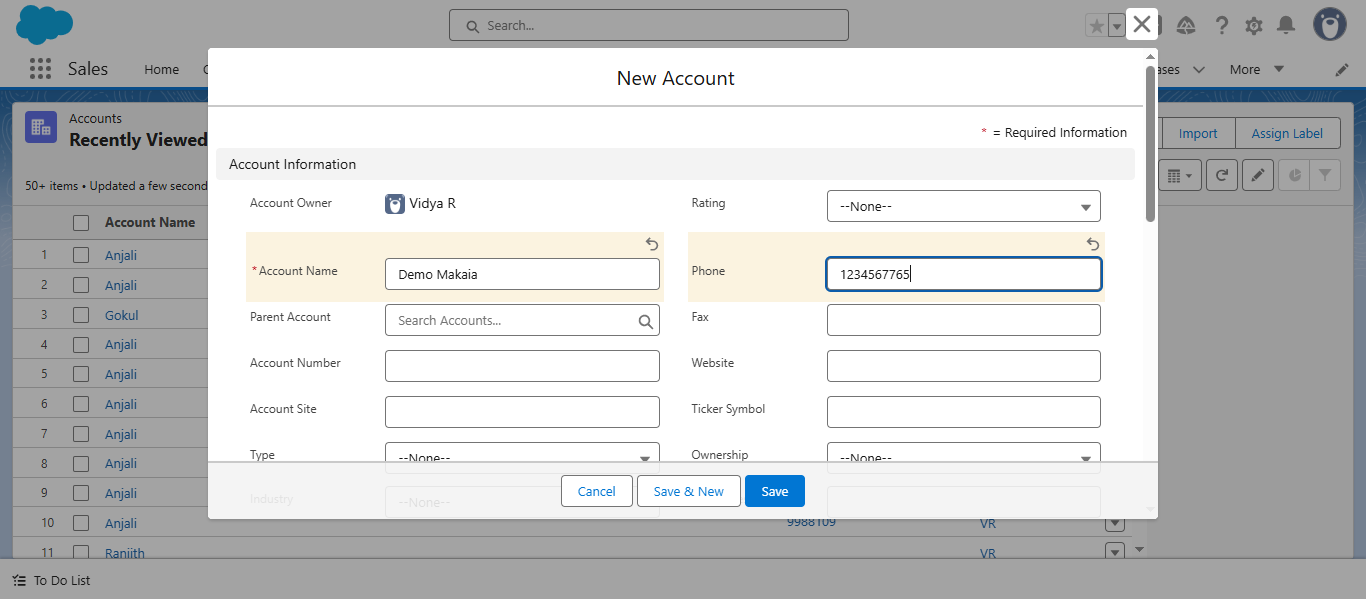 Search...
Sales Home
ases More
New Account
Accounts
Recently Viewed
Import Assign Label
* = Required Information
Account Information
50+ items • Updated a few second
Account Owner Vidya R Rating --None--
Account Name
1 Anjali
*Account Name Demo Makaia Phone 1234567765
2 Anjali
3 Gokul
Parent Account Search Accounts... Fax
4 Anjali
Account Number Website
5 Anjali
6 Anjali
Account Site Ticker Symbol
7 Anjali
Type --None-- Ownership --None--
8 Anjali
9 Anjali
Cancel Save & New Save
Industry --None--
10 Anjali 9988109 VR
11 Ranjith VR
To Do List